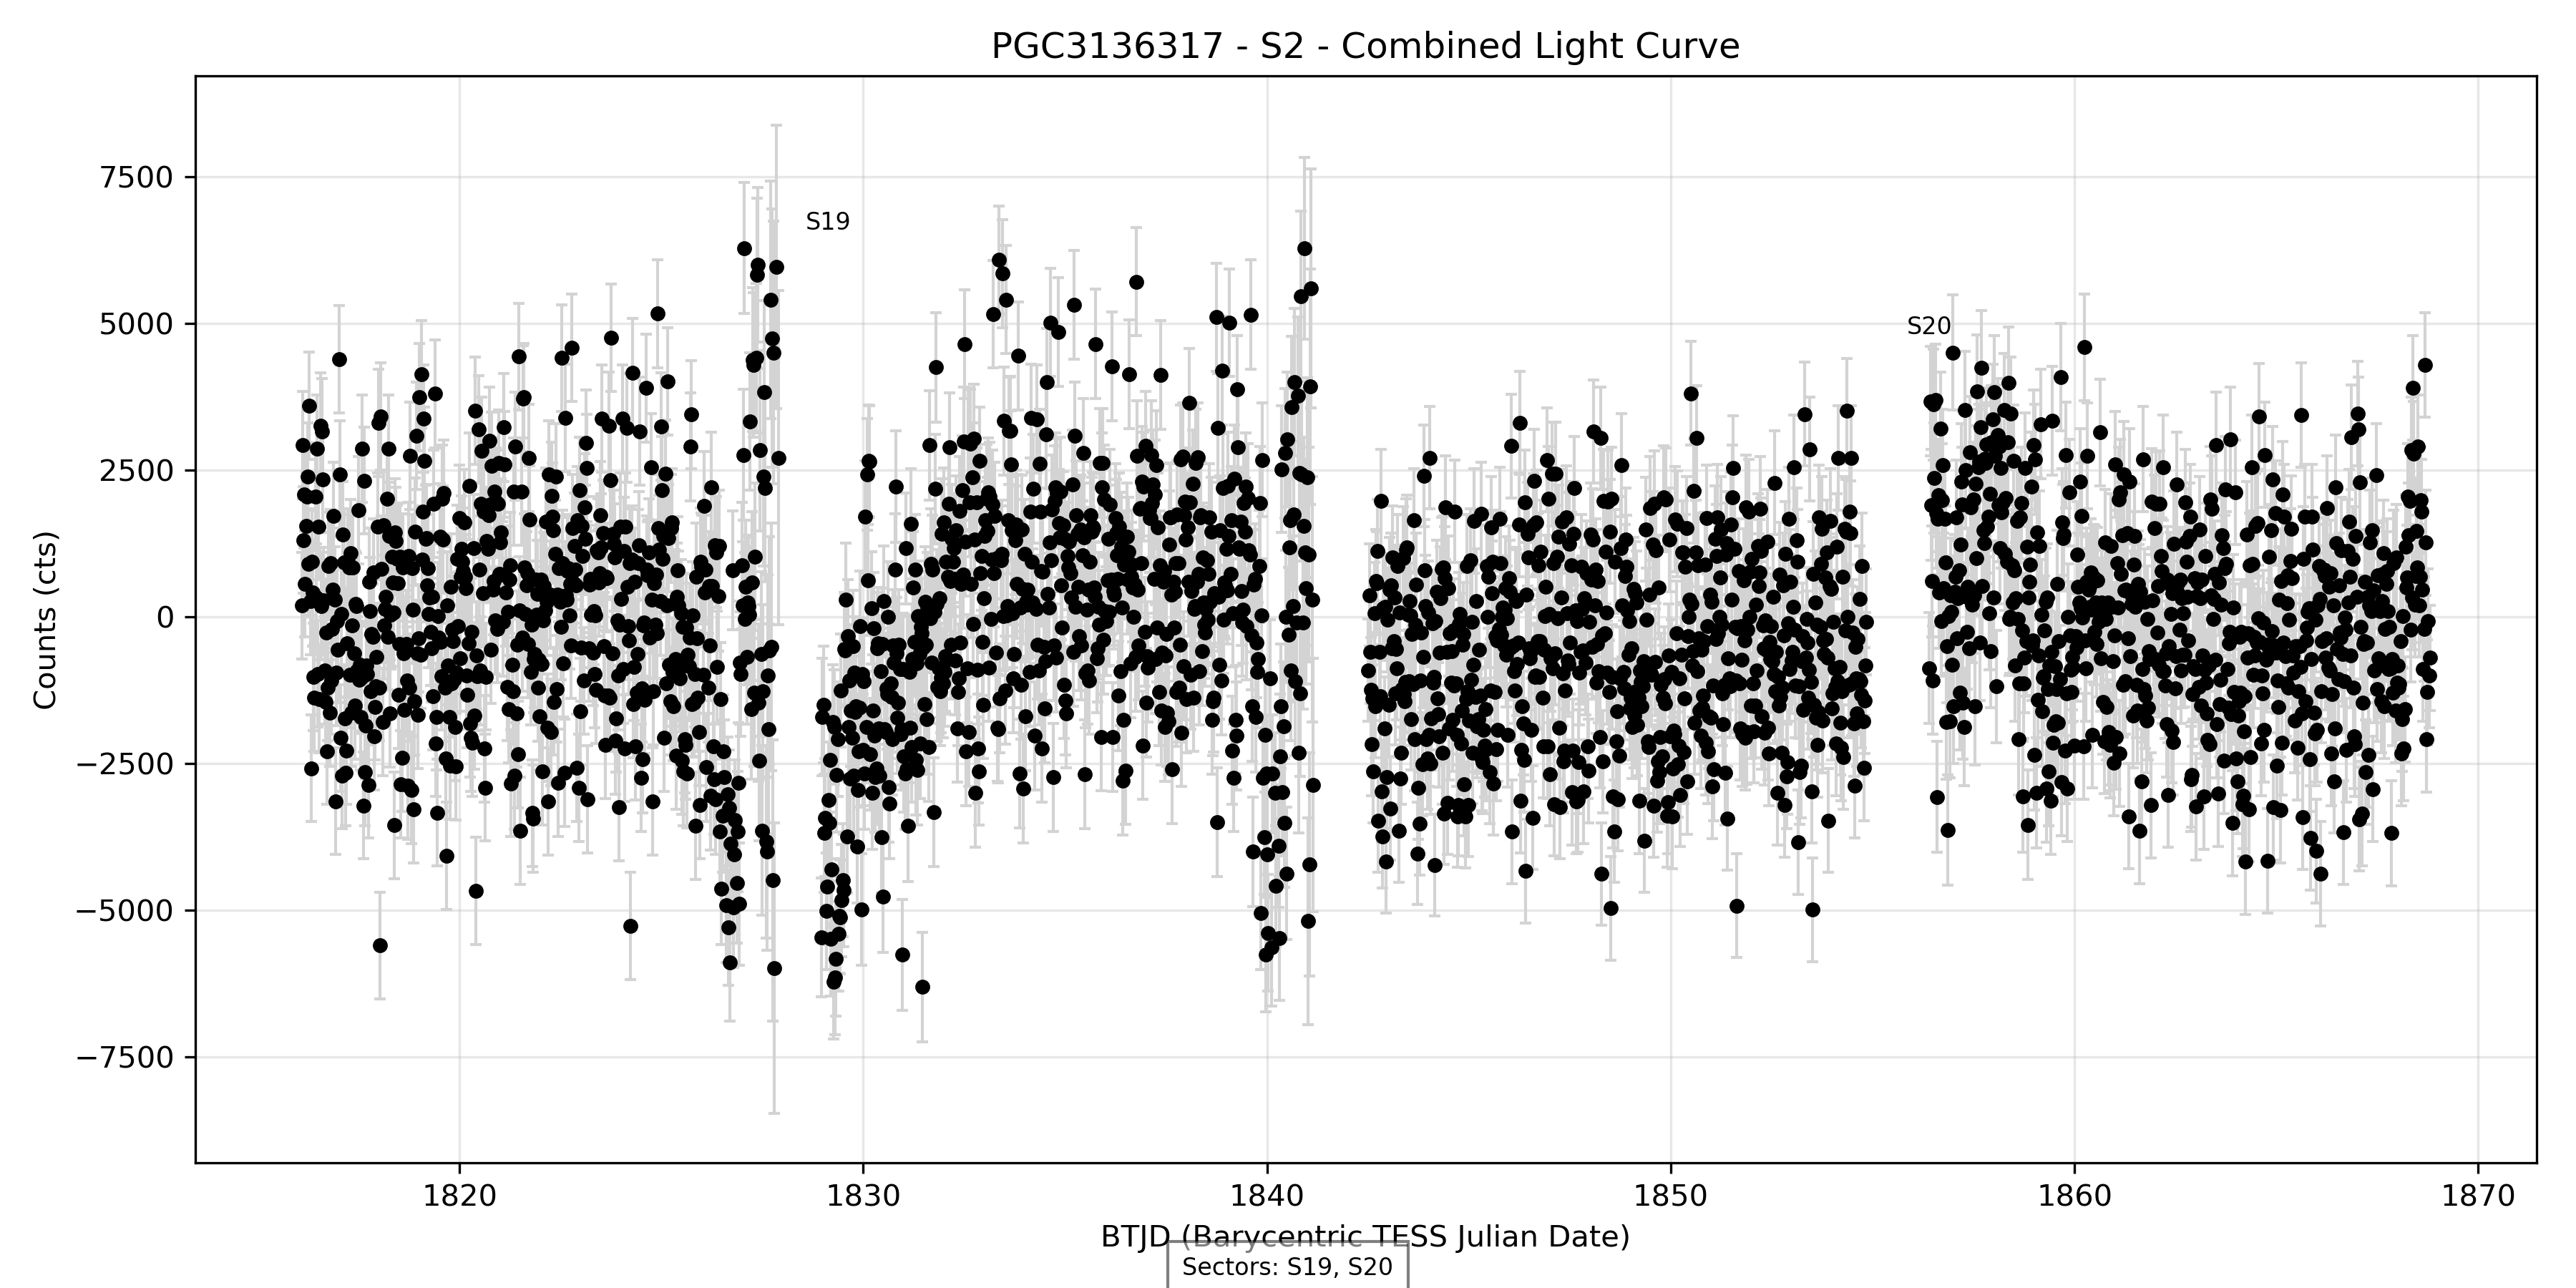 PGC3136317 - S2 - Combined Light Curve
Counts (cts)
7500
5000
2500
0
−2500
−5000
−7500
S19
S20
1820
1830
1840
1850
1860
1870
BTJD (Barycentric TESS Julian Date)
Sectors: S19, S20